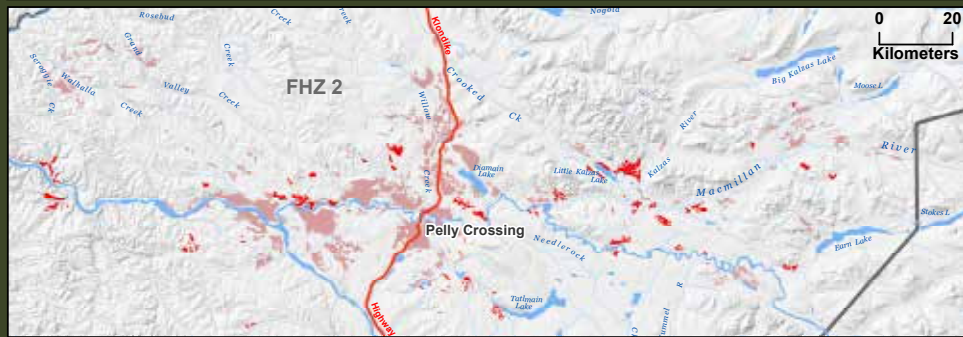 Rosebud
Creek
Creek
Nogold
0 20
Kilometers
Klondike
Grand
Creek
Scroggie Ck
Walhalla
Creek
Valley
Creek
FHZ 2
Willow
Creek
Crooked
Ck
Big Kalzas Lake
Moose L
River
Kalzas
Macmillan
River
Diamain
Lake
Little Kalzas
Lake
Pelly Crossing
Needlerock
Stokes L
Earn Lake
Tatlmain
Lake
Highway
R